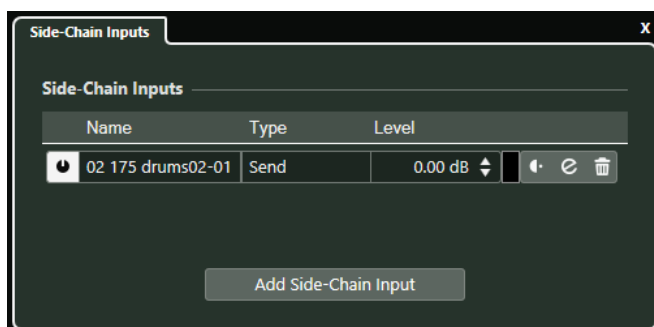 Side-Chain Inputs
x
Side-Chain Inputs
Name Type Level
02 175 drums02-01 Send 0.00 dB
Add Side-Chain Input